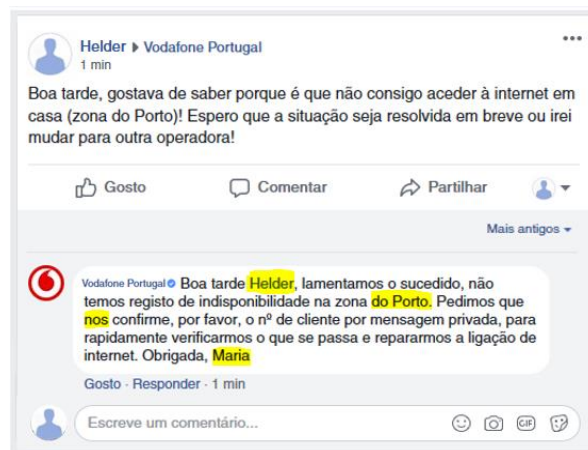 Helder ▸ Vodafone Portugal
1 min
Boa tarde, gostava de saber porque é que não consigo aceder à internet em
casa (zona do Porto)! Espero que a situação seja resolvida em breve ou irei
mudar para outra operadora!
Gosto Comentar Partilhar
Mais antigos
Vodafone Portugal Boa tarde Helder, lamentamos o sucedido, não
temos registo de indisponibilidade na zona do Porto. Pedimos que
nos confirme, por favor, o nº de cliente por mensagem privada, para
rapidamente verificarmos o que se passa e repararmos a ligação de
internet. Obrigada, Maria
Gosto · Responder · 1 min
Escreve um comentário... GIF